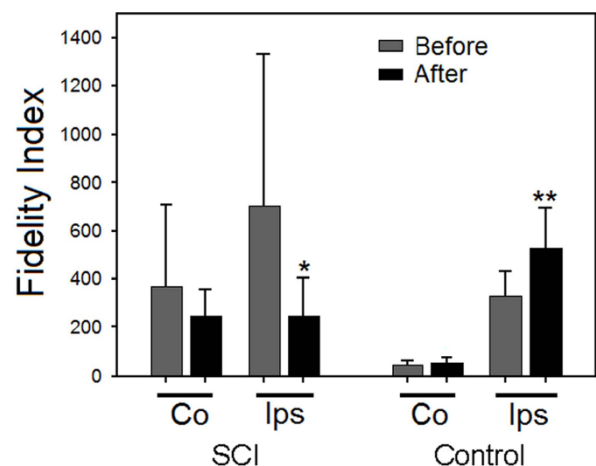 Fidelity Index
1400
1200
1000
800
600
400
200
0
Before
After
*
**
Co
Ips
Co
Ips
SCI
Control